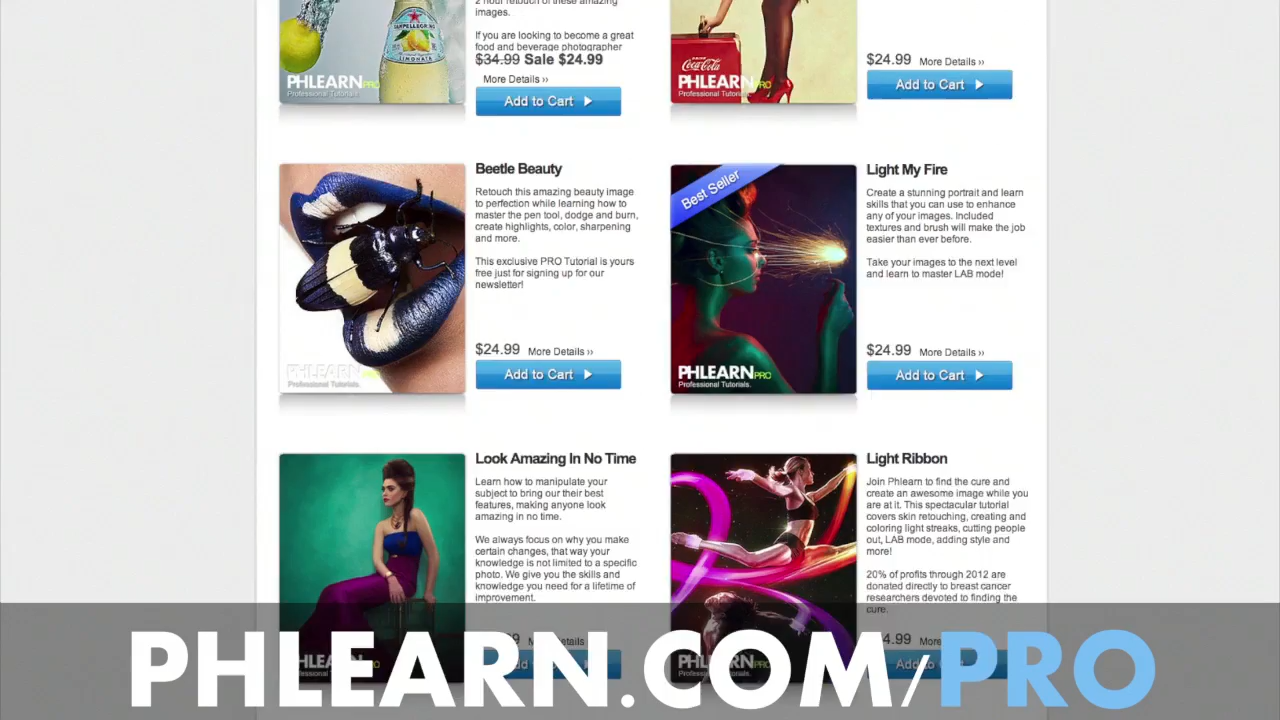 2 hour retouch of these amazing
images.
If you are looking to become a great
food and beverage photographer
$34.99 Sale $24.99
More Details ››
Add to Cart
SANPELLEGRINO
LIMONATA
PHLEARN PRO
Professional Tutorials.
Coca-Cola
PHLEARN PRO
Professional Tutorials.
$24.99 More Details ››
Add to Cart
Beetle Beauty
Retouch this amazing beauty image
to perfection while learning how to
master the pen tool, dodge and burn,
create highlights, color, sharpening
and more.
This exclusive PRO Tutorial is yours
free just for signing up for our
newsletter!
$24.99 More Details ››
Add to Cart
PHLEARN PRO
Professional Tutorials.
Best Seller
PHLEARN PRO
Professional Tutorials.
Light My Fire
Create a stunning portrait and learn
skills that you can use to enhance
any of your images. Included
textures and brush will make the job
easier than ever before.
Take your images to the next level
and learn to master LAB mode!
$24.99 More Details ››
Add to Cart
Look Amazing In No Time
Learn how to manipulate your
subject to bring our their best
features, making anyone look
amazing in no time.
We always focus on why you make
certain changes, that way your
knowledge is not limited to a specific
photo. We give you the skills and
knowledge you need for a lifetime of
improvement.
Light Ribbon
Join Phlearn to find the cure and
create an awesome image while you
are at it. This spectacular tutorial
covers skin retouching, creating and
coloring light streaks, cutting people
out, LAB mode, adding style and
more!
20% of profits through 2012 are
donated directly to breast cancer
researchers devoted to finding the
cure.
PHLEARN.COM/PRO